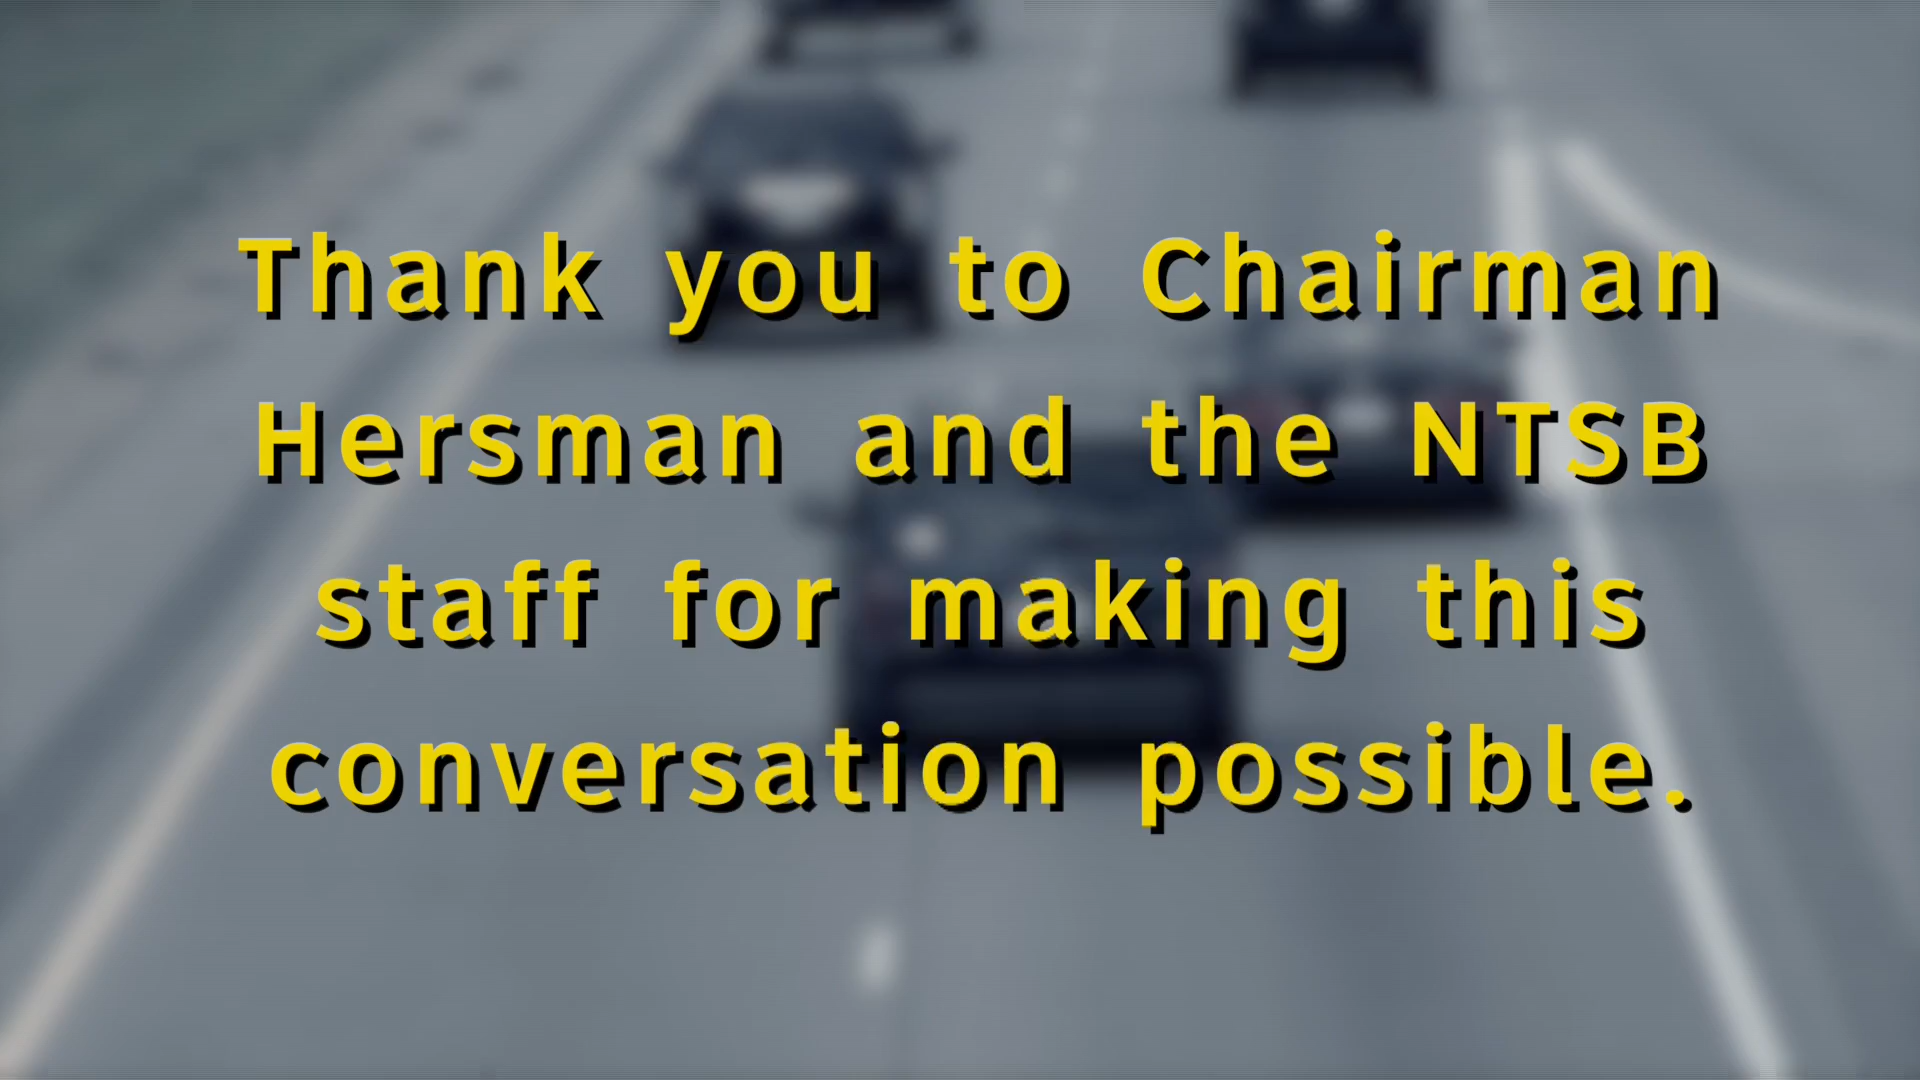 Thank you to Chairman
Hersman and the NTSB
staff for making this
conversation possible.